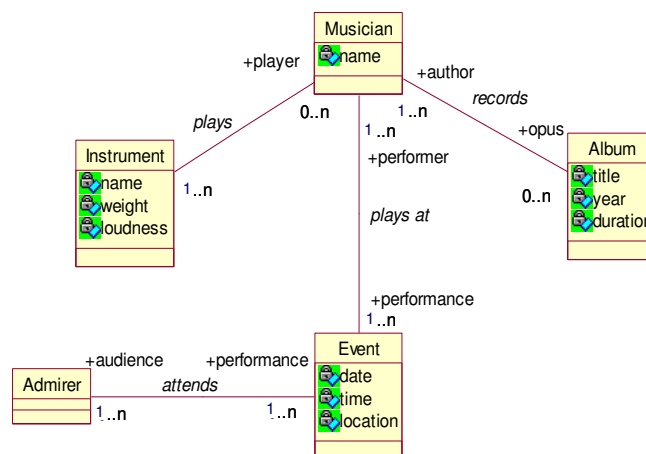 Musician
name
+player
+author
records
0..n
1..n
plays
+opus
Instrument
name
weight
loudness
1..n
+performer
Album
title
year
duration
0..n
plays at
+performance
1..n
+audience
+performance
Event
date
time
location
Admirer
attends
1..n
1..n